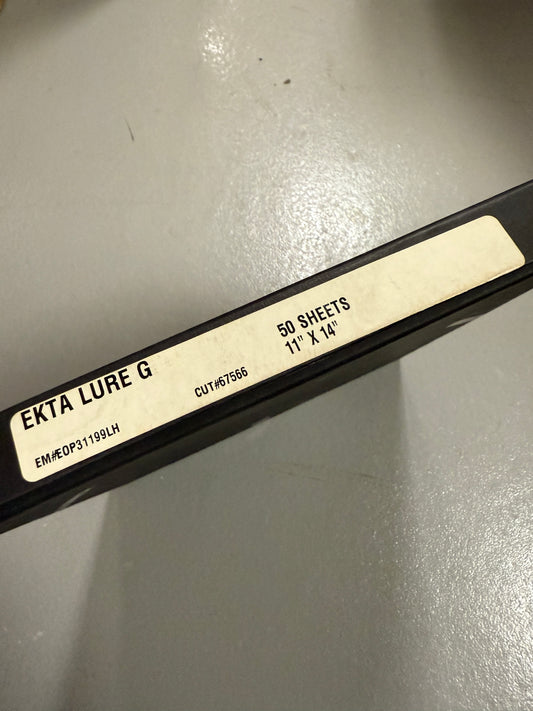 EKTA LURE G
50 SHEETS
11" X 14"
EM#EOP31199LH
CUT#67566